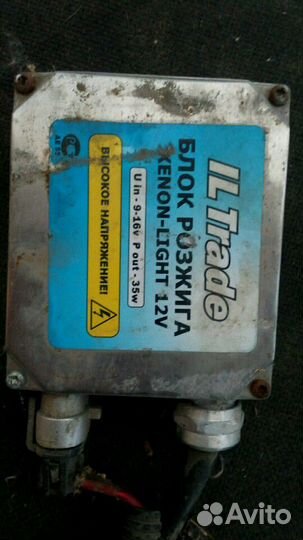 IL Trade
БЛОК РОЗЖИГА
XENON-LIGHT 12V
U in - 9-16v P out - 35w
ВЫСОКОЕ НАПРЯЖЕНИЕ!
Avito